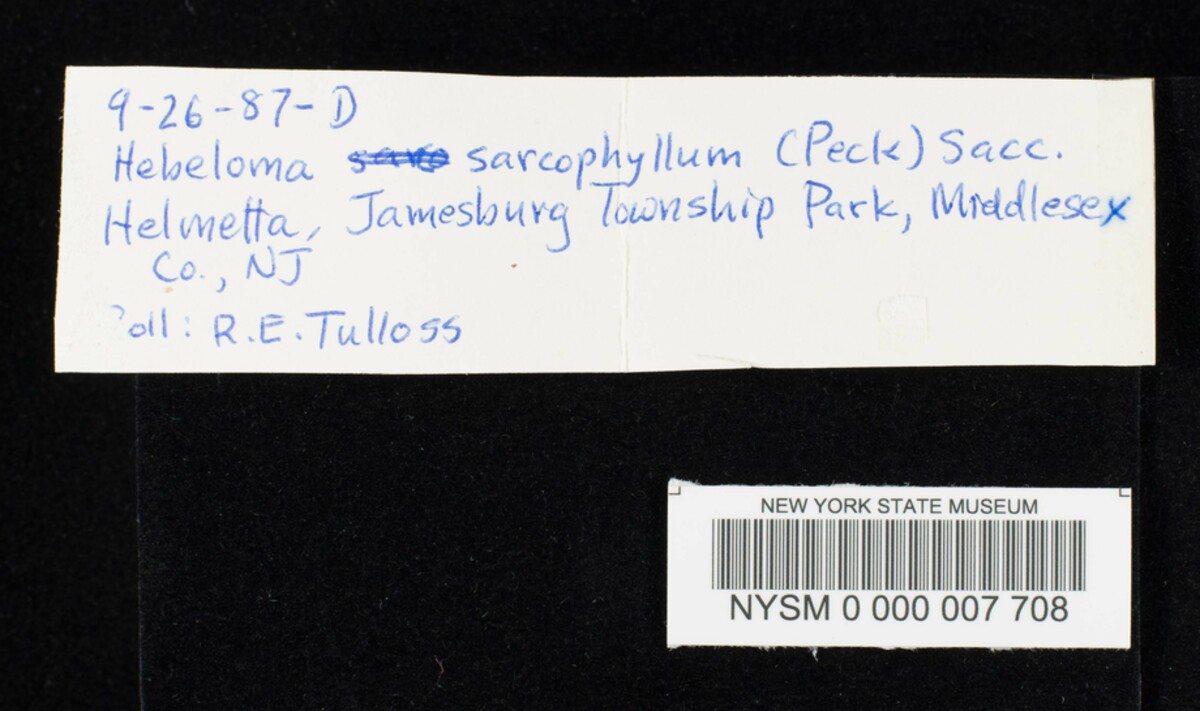 9-26-87-D
Hebeloma sarcophyllum (Peck) Sacc.
Helmetta, Jamesburg Township Park, Middlesex
Co., NJ
Coll: R.E. Tulloss
NEW YORK STATE MUSEUM
NYSM 0 000 007 708